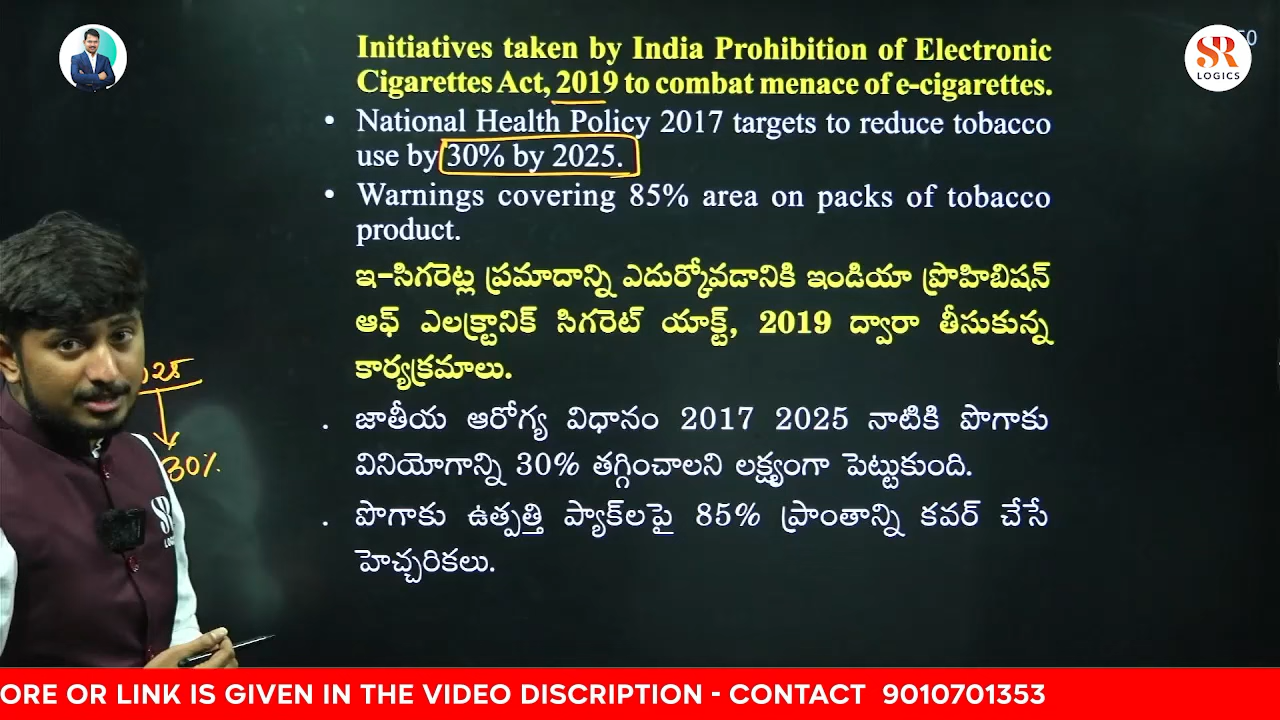 Initiatives taken by India Prohibition of Electronic
Cigarettes Act, 2019 to combat menace of e-cigarettes.
• National Health Policy 2017 targets to reduce tobacco
use by 30% by 2025.
• Warnings covering 85% area on packs of tobacco
product.
ఇ-సిగరెట్ల ప్రమాదాన్ని ఎదుర్కోవడానికి ఇండియా ప్రొహిబిషన్
ఆఫ్ ఎలక్ట్రానిక్ సిగరెట్ యాక్ట్, 2019 ద్వారా తీసుకున్న
కార్యక్రమాలు.
. జాతీయ ఆరోగ్య విధానం 2017 2025 నాటికి పొగాకు
వినియోగాన్ని 30% తగ్గించాలని లక్ష్యంగా పెట్టుకుంది.
. పొగాకు ఉత్పత్తి ప్యాక్‌లపై 85% ప్రాంతాన్ని కవర్ చేసే
హెచ్చరికలు.
30%
SR
LOGICS
ORE OR LINK IS GIVEN IN THE VIDEO DISCRIPTION - CONTACT 9010701353